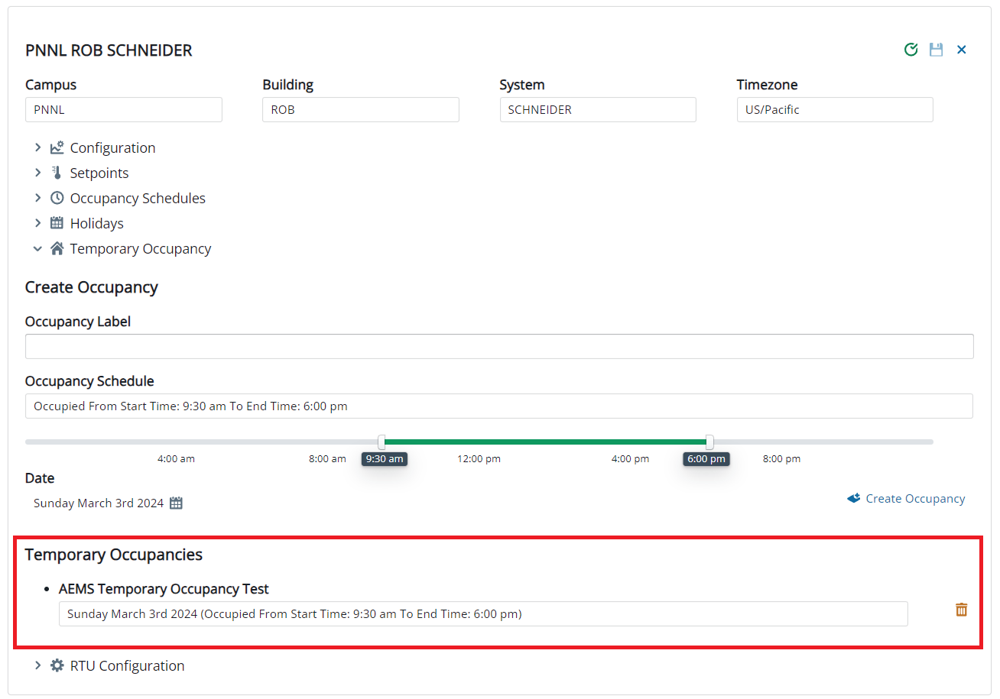 PNNL ROB SCHNEIDER
Campus Building System Timezone
PNNL ROB SCHNEIDER US/Pacific
Configuration
Setpoints
Occupancy Schedules
Holidays
Temporary Occupancy
Create Occupancy
Occupancy Label
Occupancy Schedule
Occupied From Start Time: 9:30 am To End Time: 6:00 pm
4:00 am 8:00 am 9:30 am 12:00 pm 4:00 pm 6:00 pm 8:00 pm
Date
Sunday March 3rd 2024 Create Occupancy
Temporary Occupancies
• AEMS Temporary Occupancy Test
Sunday March 3rd 2024 (Occupied From Start Time: 9:30 am To End Time: 6:00 pm)
RTU Configuration